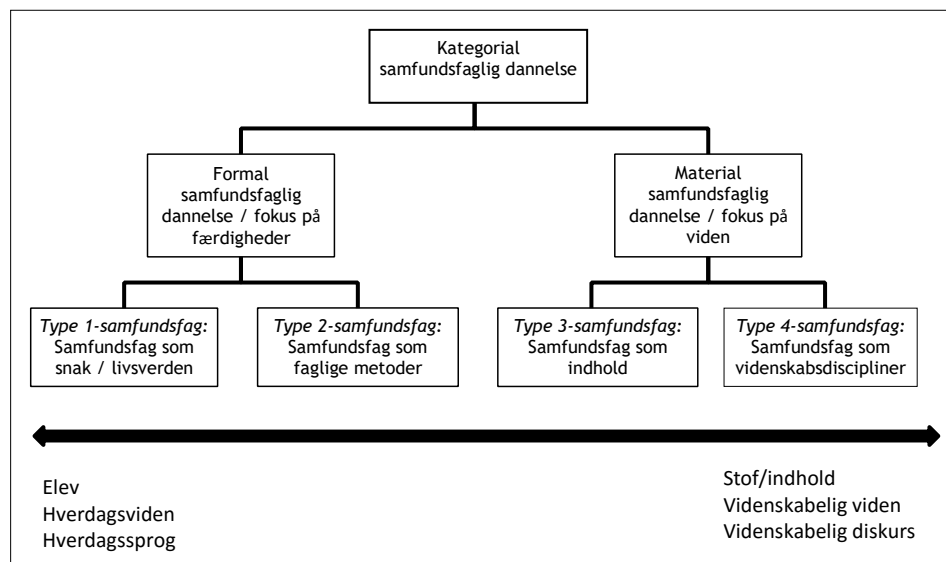 Kategorial
samfundsfaglig dannelse
Formal
samfundsfaglig
dannelse / fokus på
færdigheder
Material
samfundsfaglig
dannelse / fokus på
viden
Type 1-samfundsfag:
Samfundsfag som
snak / livsverden
Type 2-samfundsfag:
Samfundsfag som
faglige metoder
Type 3-samfundsfag:
Samfundsfag som
indhold
Type 4-samfundsfag:
Samfundsfag som
videnskabsdiscipliner
Elev
Hverdagsviden
Hverdagssprog
Stof/indhold
Videnskabelig viden
Videnskabelig diskurs